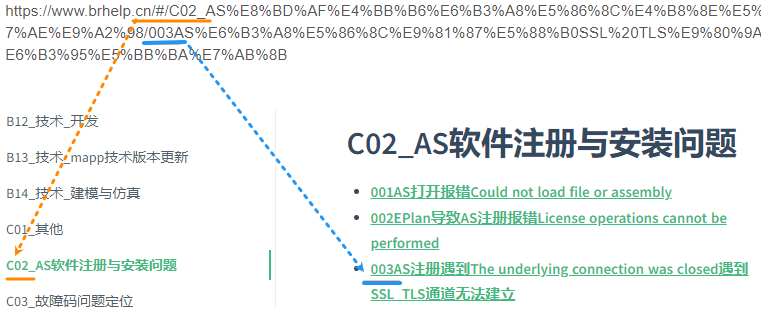 https://www.brhelp.cn/#/C02_AS%E8%BD%AF%E4%BB%B6%E6%B3%A8%E5%86%8C%E4%B8%8E%E5
7%AE%E9%A2%98/003AS%E6%B3%A8%E5%86%8C%E9%81%87%E5%88%B0SSL%20TLS%E9%80%9A
E6%B3%95%E5%BB%BA%E7%AB%8B
B12_技术_开发
B13_技术_mapp技术版本更新
B14_技术_建模与仿真
C01_其他
C02_AS软件注册与安装问题
C03_故障码问题定位
C02_AS软件注册与安装问题
001AS打开报错Could not load file or assembly
002EPlan导致AS注册报错License operations cannot be
performed
003AS注册遇到The underlying connection was closed遇到
SSL_TLS通道无法建立